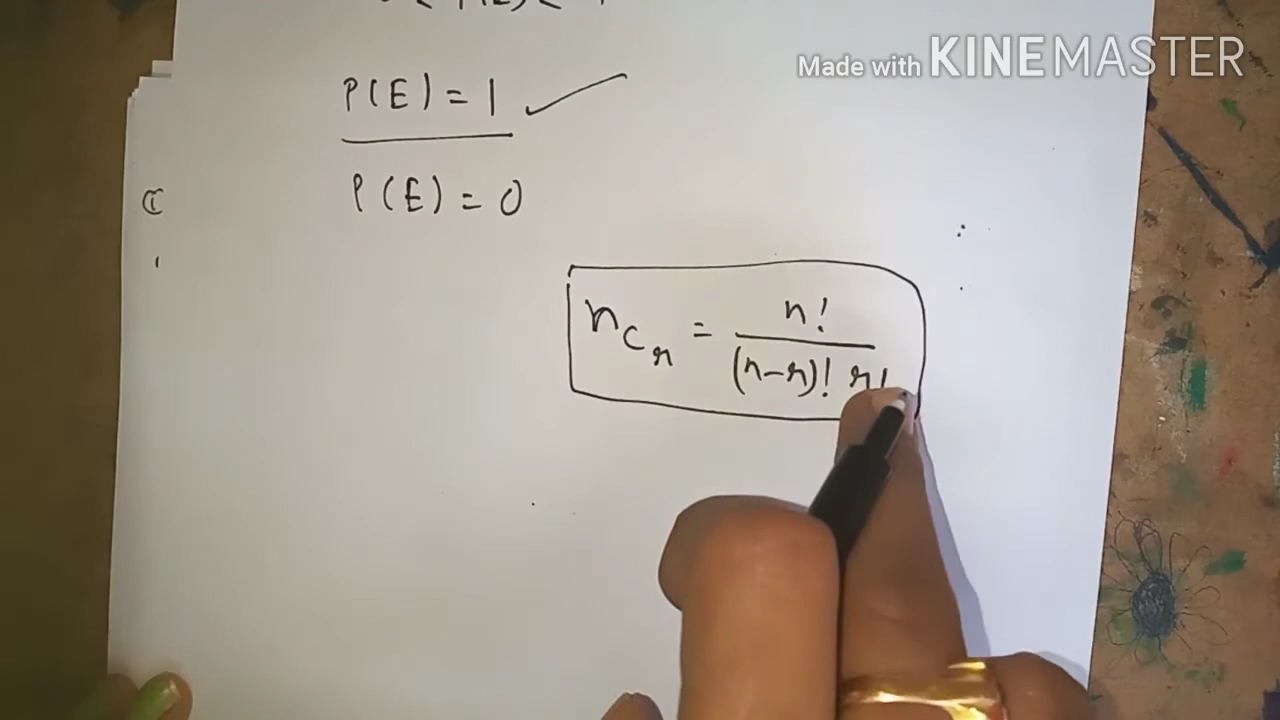 Made with KINEMASTER
P(E) = 1
P(E) = 0
nCr = n! / (n-r)! r!